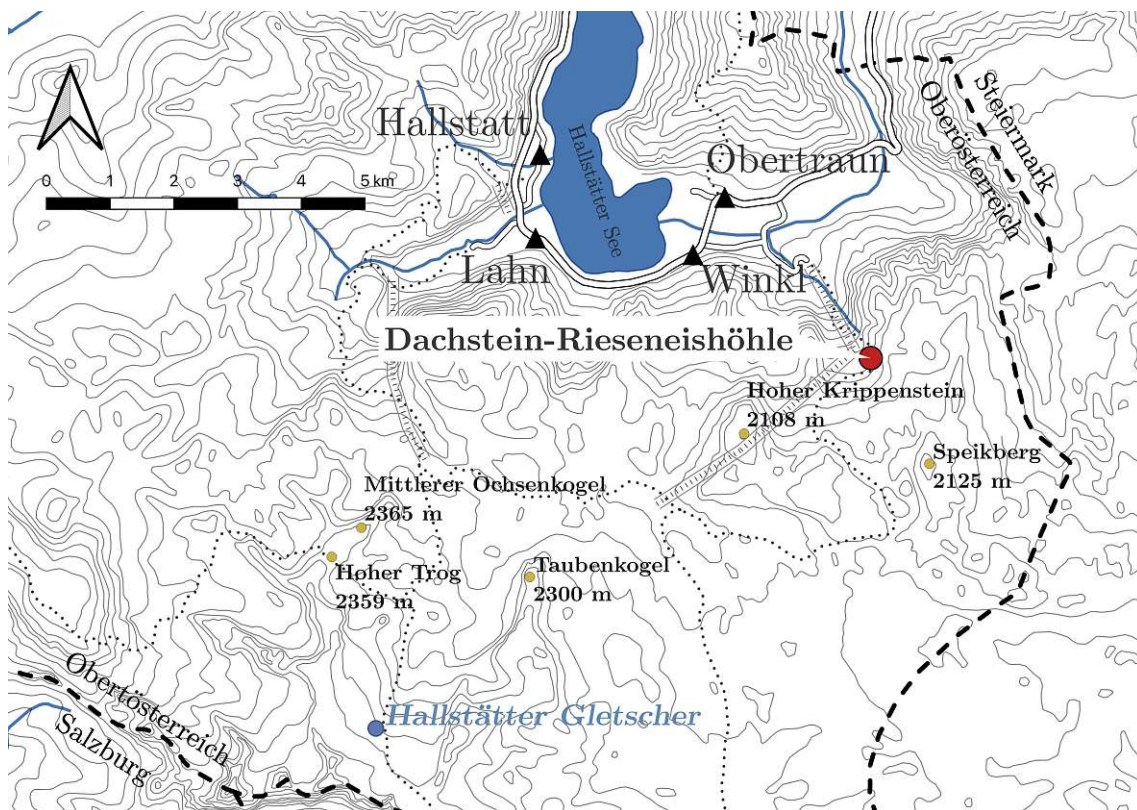 Hallstatt
Hallstätter See
Obertraun
Steiermark
Oberösterreich
0 1 2 3 4 5 km
Lahn
Winkl
Dachstein-Rieseneishöhle
Hoher Krippenstein
2108 m
Speikberg
2125 m
Mittlerer Ochsenkogel
2365 m
Hoher Trog
2359 m
Taubenkogel
2300 m
Obertösterreich
Salzburg
Hallstätter Gletscher